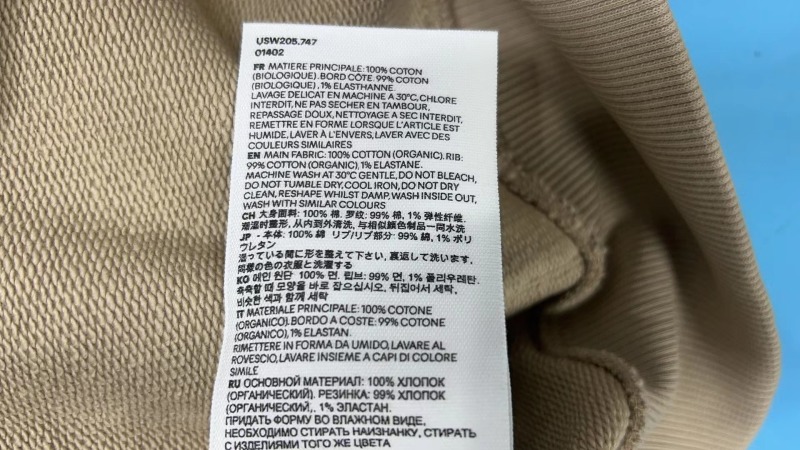 USW205.747
01402
FR MATIERE PRINCIPALE: 100% COTON
(BIOLOGIQUE). BORD CÔTE: 99% COTON
(BIOLOGIQUE), 1% ELASTHANNE.
LAVAGE DELICAT EN MACHINE A 30°C, CHLORE
INTERDIT, NE PAS SECHER EN TAMBOUR,
REPASSAGE DOUX, NETTOYAGE A SEC INTERDIT,
REMETTRE EN FORME LORSQUE L'ARTICLE EST
HUMIDE, LAVER À L'ENVERS, LAVER AVEC DES
COULEURS SIMILAIRES
EN MAIN FABRIC: 100% COTTON (ORGANIC). RIB:
99% COTTON (ORGANIC), 1% ELASTANE.
MACHINE WASH AT 30°C GENTLE, DO NOT BLEACH,
DO NOT TUMBLE DRY, COOL IRON, DO NOT DRY
CLEAN, RESHAPE WHILST DAMP, WASH INSIDE OUT,
WASH WITH SIMILAR COLOURS
CH 大身面料: 100% 棉. 罗纹: 99% 棉, 1% 弹性纤维.
潮湿时整形, 从内到外清洗, 与相似颜色制品一同水洗
JP - 本体: 100% 綿 リブ/リブ部分: 99% 綿, 1% ポリ
ウレタン
湿っている間に形を整えて下さい, 裏返して洗います,
同様の色の衣服と洗濯する
KO 메인 원단: 100% 면, 립브: 99% 면, 1% 폴리우레탄.
축축할 때 모양을 바로 잡으십시오, 뒤집어서 세탁,
비슷한 색과 함께 세탁
IT MATERIALE PRINCIPALE: 100% COTONE
(ORGANICO). BORDO A COSTE: 99% COTONE
(ORGANICO), 1% ELASTAN.
RIMETTERE IN FORMA DA UMIDO, LAVARE AL
ROVESCIO, LAVARE INSIEME A CAPI DI COLORE
SIMILE
RU ОСНОВНОЙ МАТЕРИАЛ: 100% ХЛОПОК
(ОРГАНИЧЕСКИЙ). РЕЗИНКА: 99% ХЛОПОК
(ОРГАНИЧЕСКИЙ,. 1% ЭЛАСТАН.
ПРИДАТЬ ФОРМУ ВО ВЛАЖНОМ ВИДЕ,
НЕОБХОДИМО СТИРАТЬ НАИЗНАНКУ, СТИРАТЬ
С ИЗДЕЛИЯМИ ТОГО ЖЕ ЦВЕТА